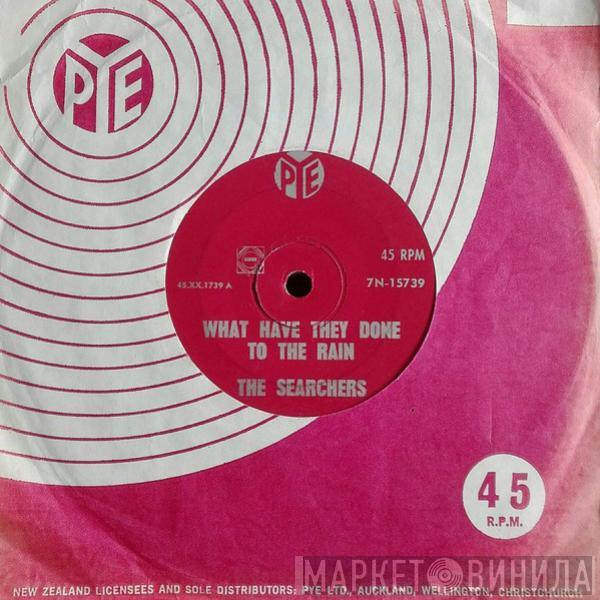 PYE
PYE
45 RPM
45.XX.1739 A
7N-15739
WHAT HAVE THEY DONE
TO THE RAIN
THE SEARCHERS
45
R.P.M.
МАРКЕТ ВИНИЛА
NEW ZEALAND LICENSEES AND SOLE DISTRIBUTORS: PYE LTD., AUCKLAND, WELLINGTON, CHRISTCHURCH